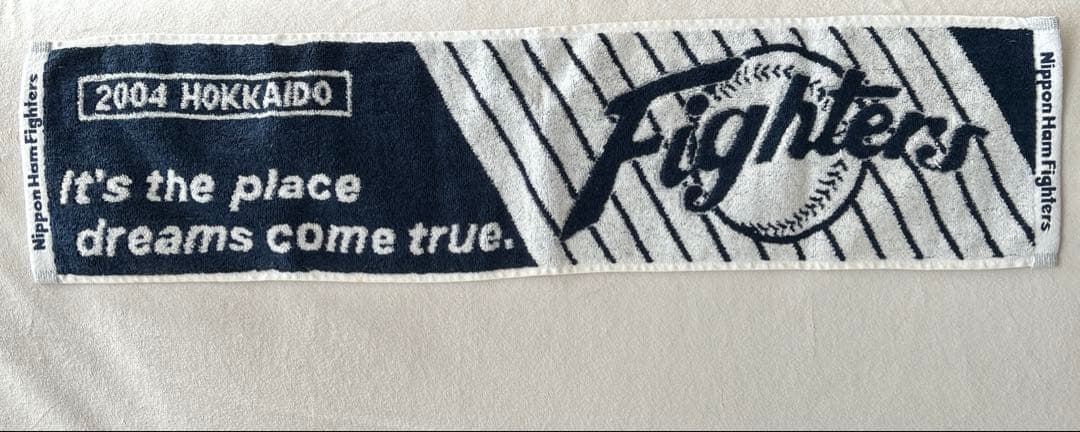 Nippon Ham Fighters
2004 HOKKAIDO
It's the place
dreams come true.
Fighters
Nippon Ham Fighters